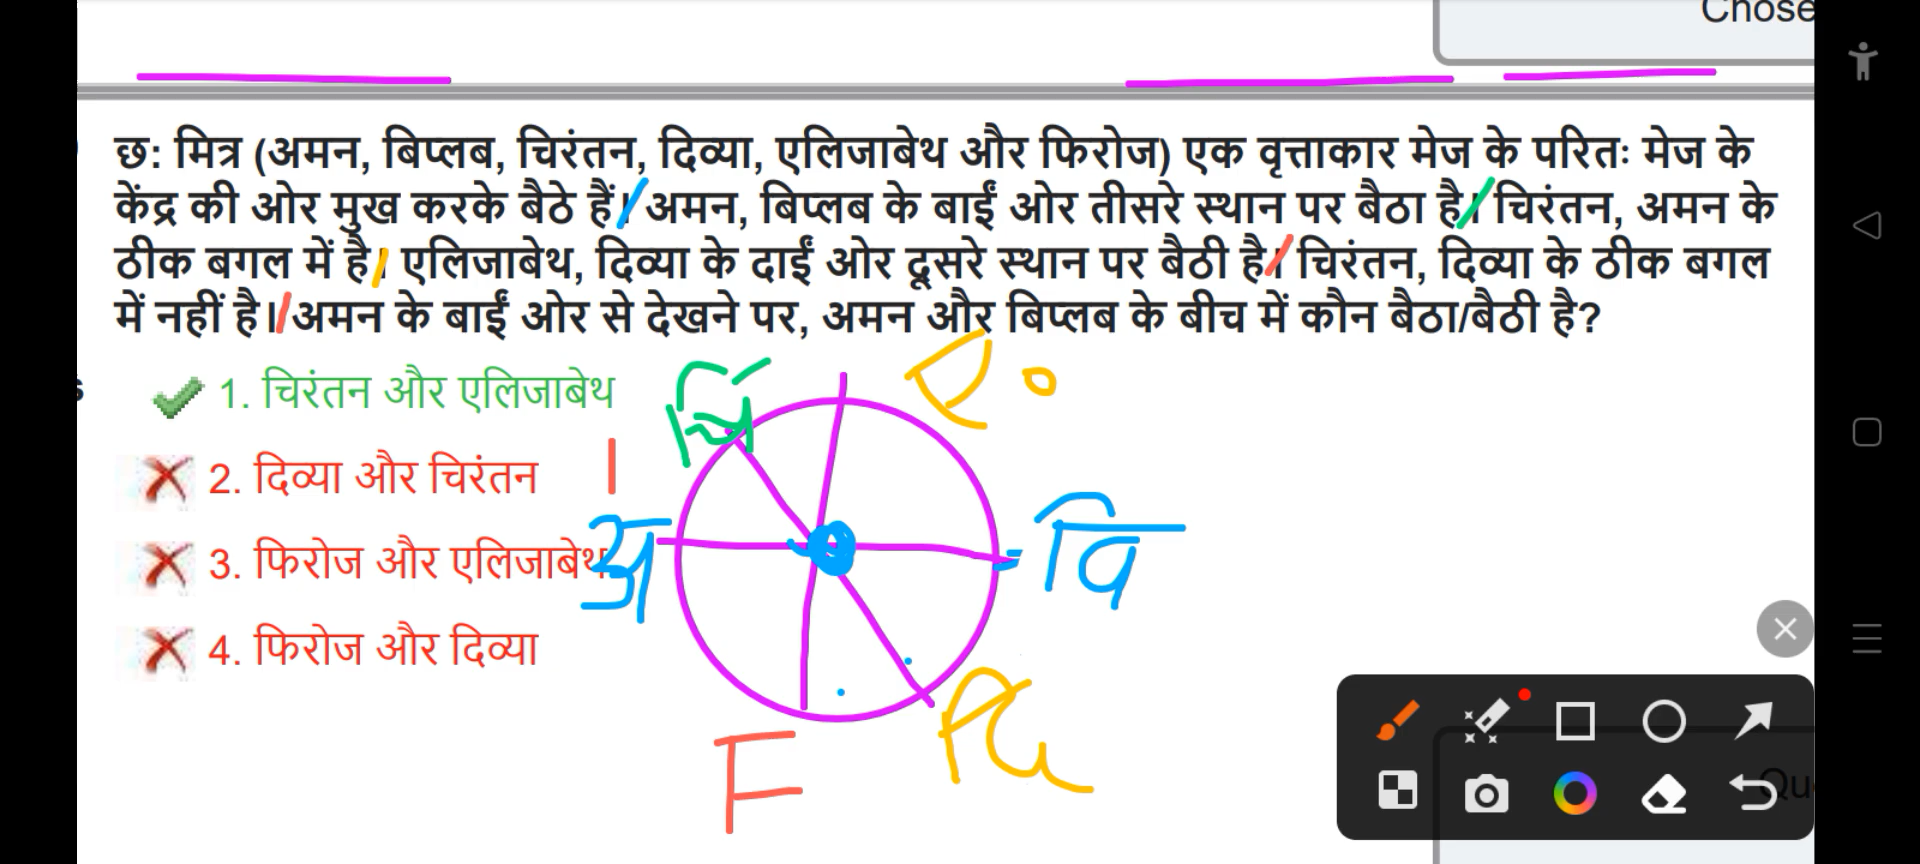 Chose
छ: मित्र (अमन, बिप्लब, चिरंतन, दिव्या, एलिजाबेथ और फिरोज) एक वृत्ताकार मेज के परितः मेज के
केंद्र की ओर मुख करके बैठे हैं। अमन, बिप्लब के बाईं ओर तीसरे स्थान पर बैठा है। चिरंतन, अमन के
ठीक बगल में है। एलिजाबेथ, दिव्या के दाईं ओर दूसरे स्थान पर बैठी है। चिरंतन, दिव्या के ठीक बगल
में नहीं है। अमन के बाईं ओर से देखने पर, अमन और बिप्लब के बीच में कौन बैठा/बैठी है?
1. चिरंतन और एलिजाबेथ
2. दिव्या और चिरंतन
3. फिरोज और एलिजाबेथ
4. फिरोज और दिव्या
चि
ए०
अ
बि
F
Qu